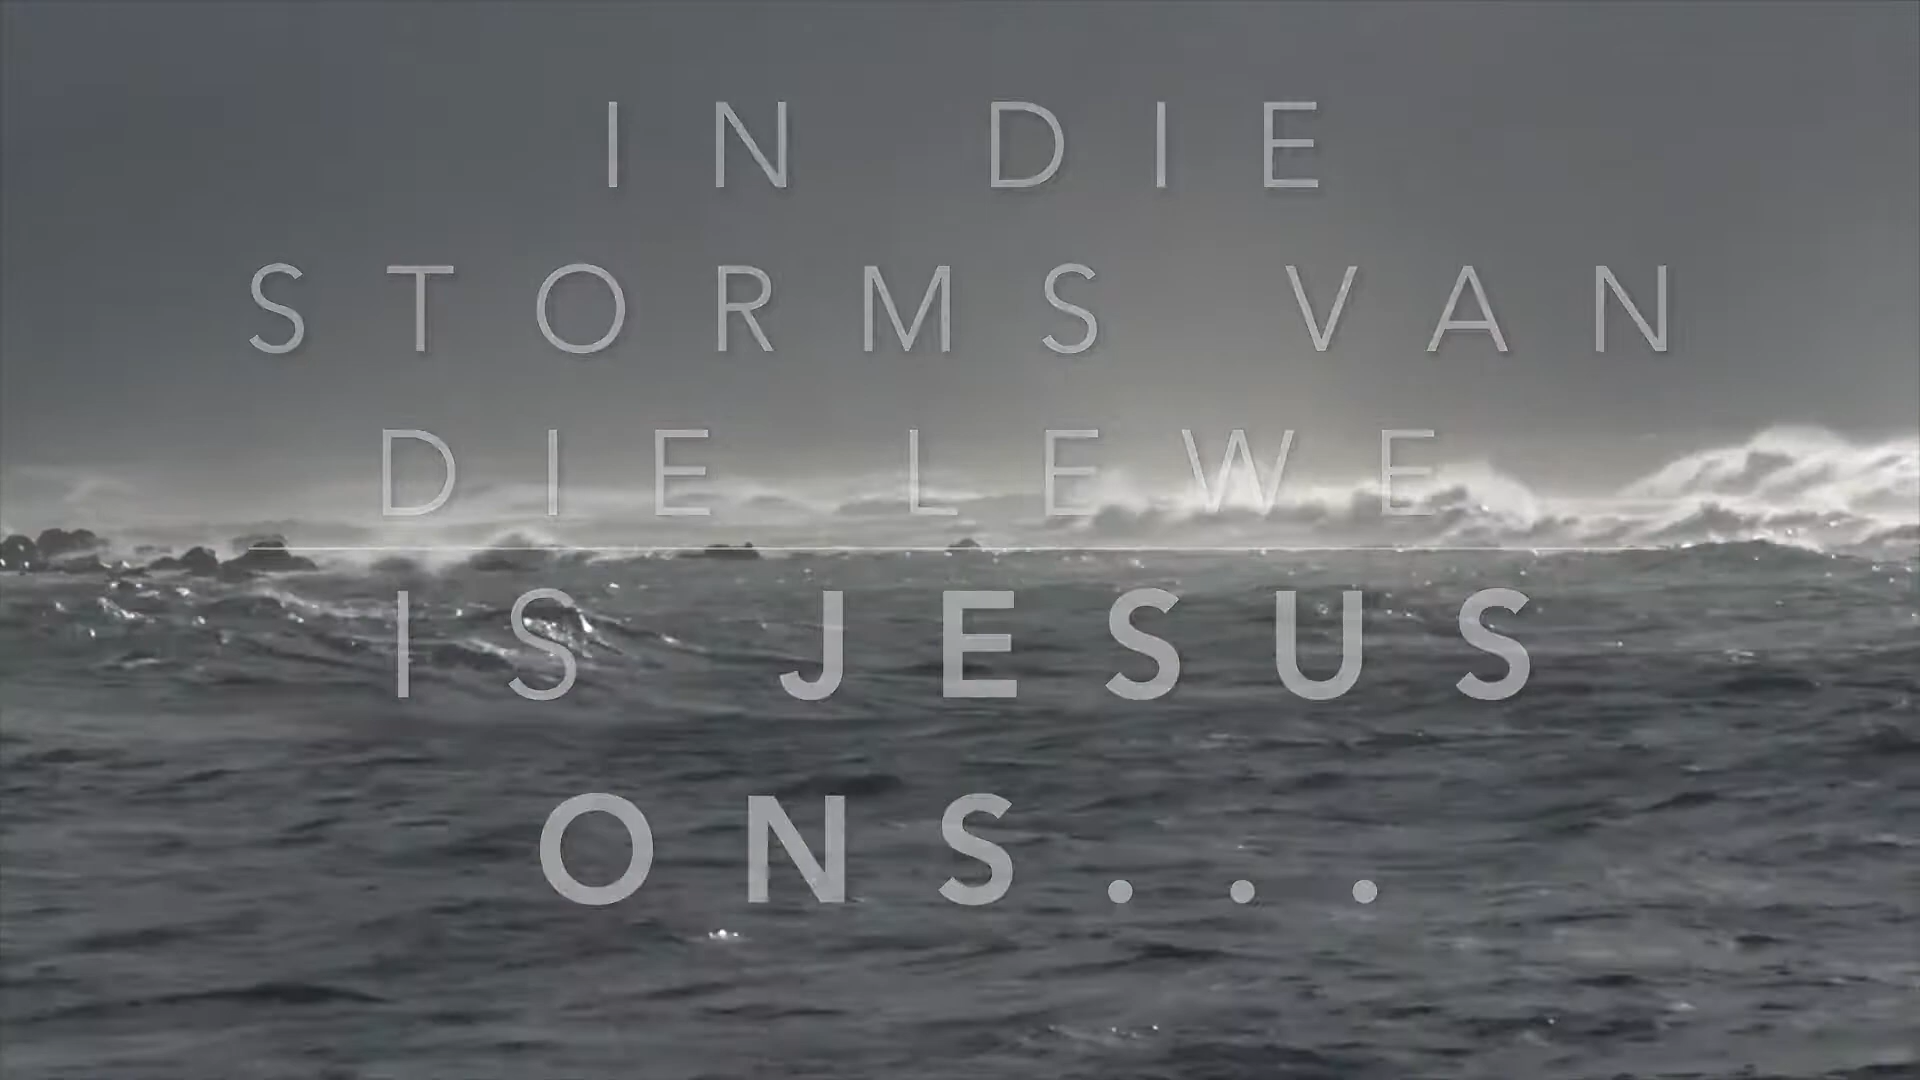 IN DIE
STORMS VAN
DIE LEWE
IS JESUS
ONS...